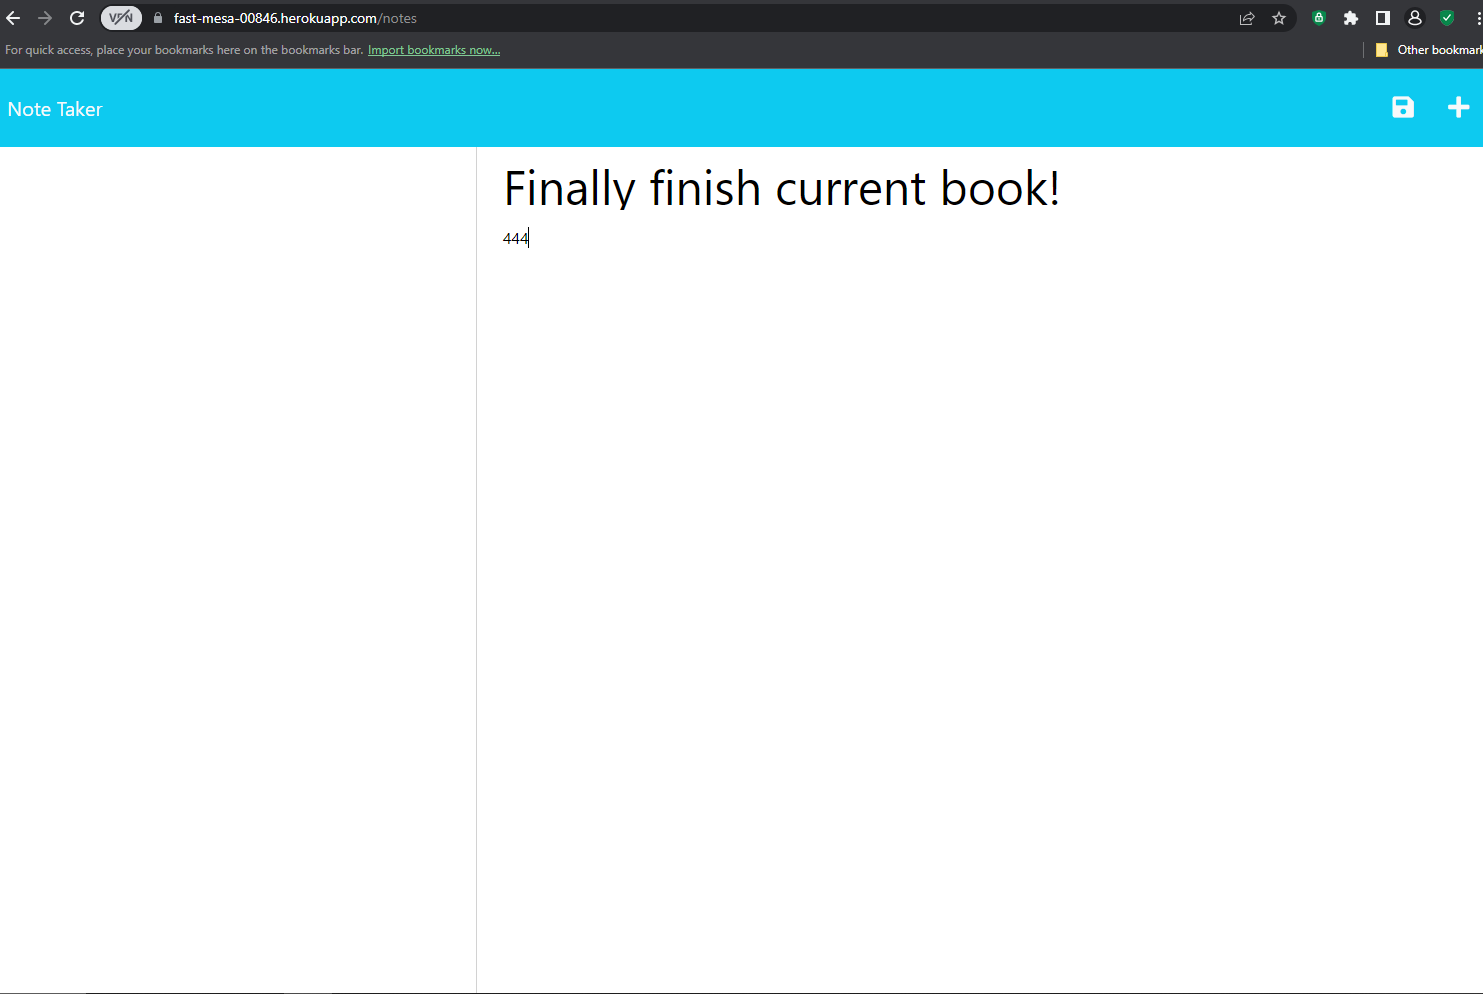 VPN
fast-mesa-00846.herokuapp.com/notes
For quick access, place your bookmarks here on the bookmarks bar. Import bookmarks now...
Other bookmark
Note Taker
Finally finish current book!
444